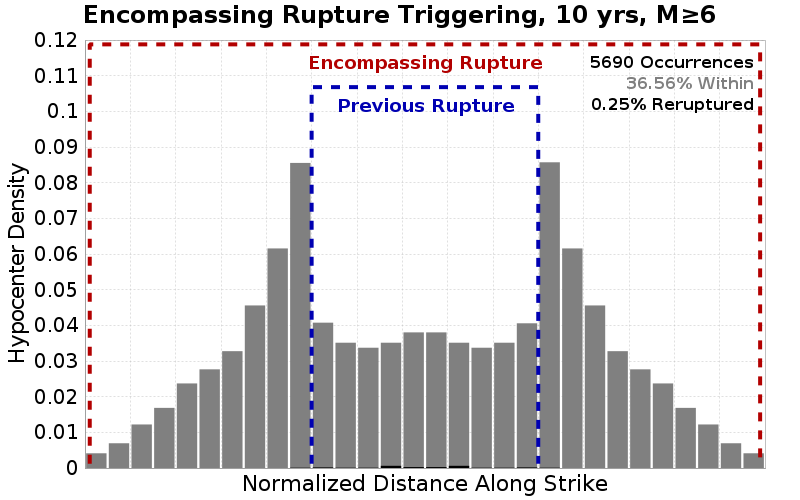 Encompassing Rupture Triggering, 10 yrs, M≥6
0.12
0.11
0.1
0.09
0.08
0.07
0.06
0.05
0.04
0.03
0.02
0.01
0
Hypocenter Density
Encompassing Rupture
Previous Rupture
5690 Occurrences
36.56% Within
0.25% Reruptured
Normalized Distance Along Strike